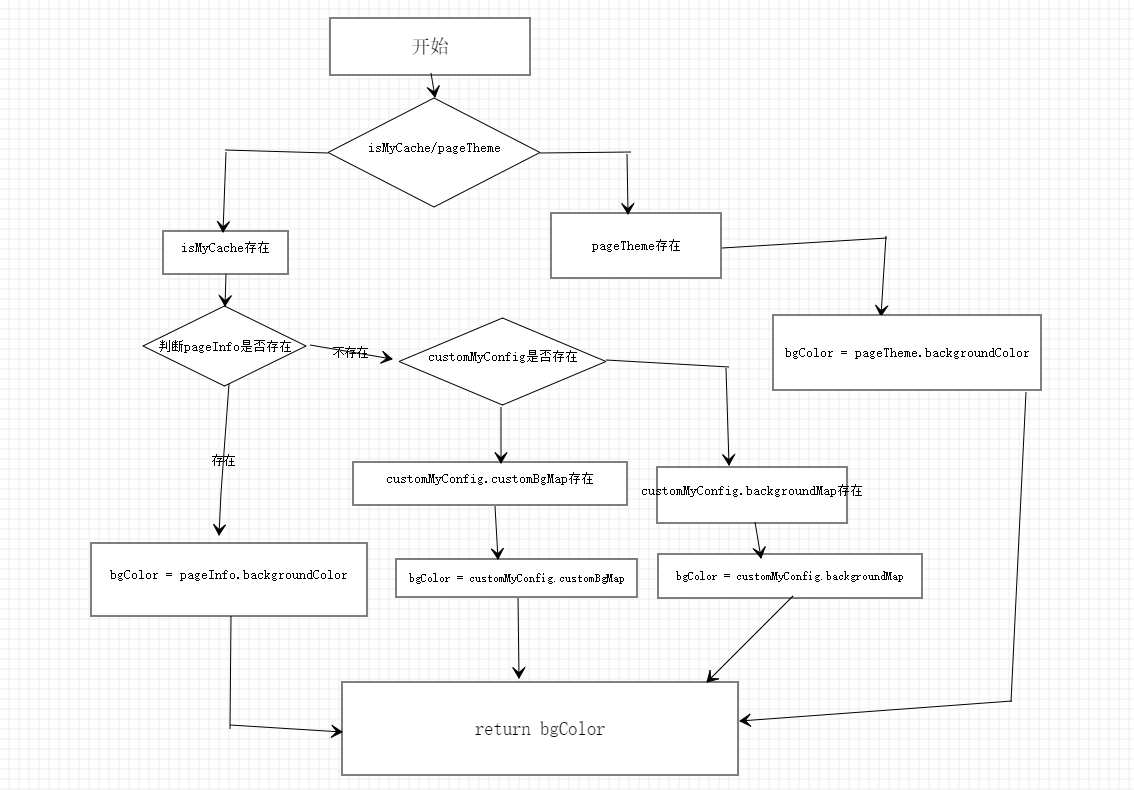 开始
isMyCache/pageTheme
isMyCache存在
pageTheme存在
判断pageInfo是否存在
不存在
customMyConfig是否存在
bgColor = pageTheme.backgroundColor
存在
customMyConfig.customBgMap存在
customMyConfig.backgroundMap存在
bgColor = pageInfo.backgroundColor
bgColor = customMyConfig.customBgMap
bgColor = customMyConfig.backgroundMap
return bgColor